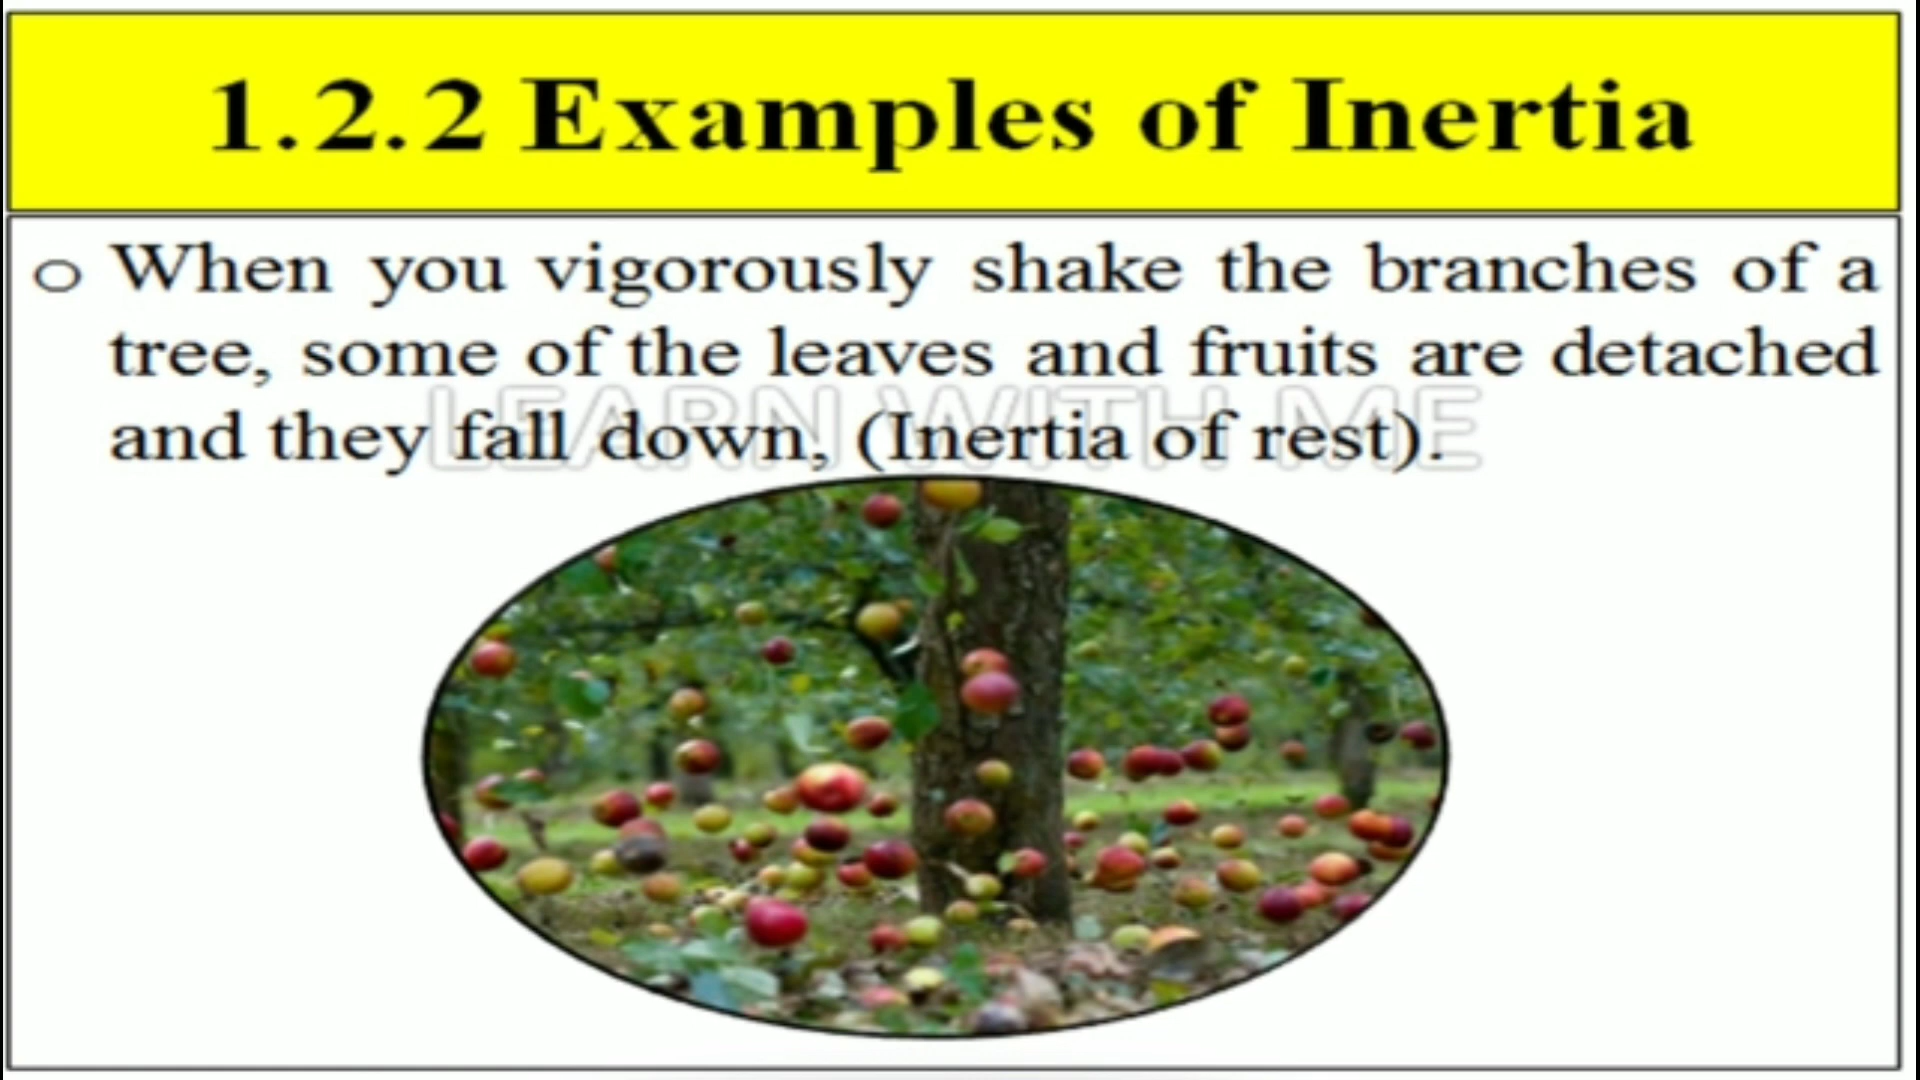 1.2.2 Examples of Inertia
o When you vigorously shake the branches of a
tree, some of the leaves and fruits are detached
and they fall down, (Inertia of rest).
LEARN WITH ME